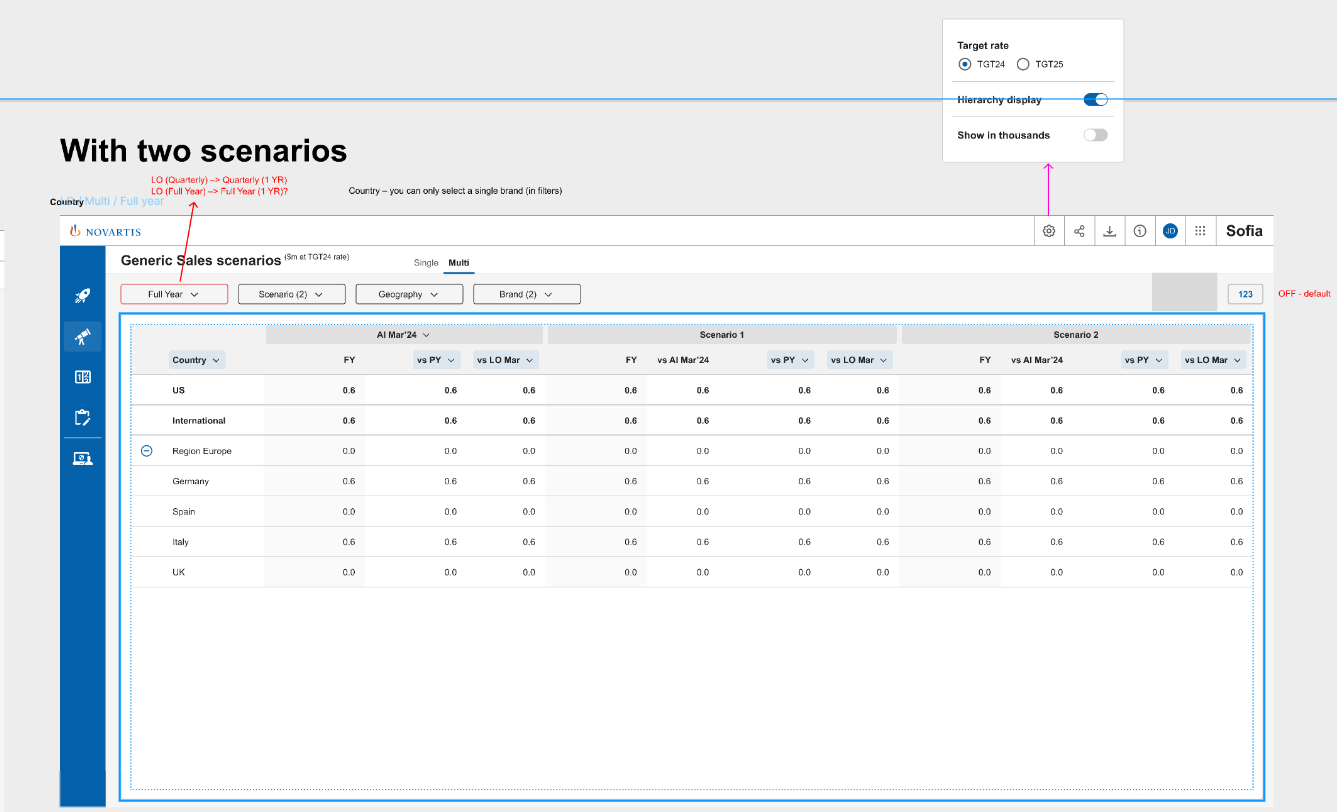 Target rate
TGT24 TGT25
Hierarchy display
Show in thousands
With two scenarios
LO (Quarterly) –> Quarterly (1 YR)
LO (Full Year) –> Full Year (1 YR)?
Country – you can only select a single brand (in filters)
Country / Multi / Full year
NOVARTIS
JD
Sofia
Generic Sales scenarios ($m at TGT24 rate)
Single Multi
Full Year Scenario (2) Geography Brand (2)
123
OFF - default
AI Mar'24 Scenario 1 Scenario 2
Country FY vs PY vs LO Mar FY vs AI Mar'24 vs PY vs LO Mar FY vs AI Mar'24 vs PY vs LO Mar
US 0.6 0.6 0.6 0.6 0.6 0.6 0.6 0.6 0.6 0.6 0.6
International 0.6 0.6 0.6 0.6 0.6 0.6 0.6 0.6 0.6 0.6 0.6
Region Europe 0.0 0.0 0.0 0.0 0.0 0.0 0.0 0.0 0.0 0.0 0.0
Germany 0.6 0.6 0.6 0.6 0.6 0.6 0.6 0.6 0.6 0.6 0.6
Spain 0.0 0.0 0.0 0.0 0.0 0.0 0.0 0.0 0.0 0.0 0.0
Italy 0.6 0.6 0.6 0.6 0.6 0.6 0.6 0.6 0.6 0.6 0.6
UK 0.0 0.0 0.0 0.0 0.0 0.0 0.0 0.0 0.0 0.0 0.0